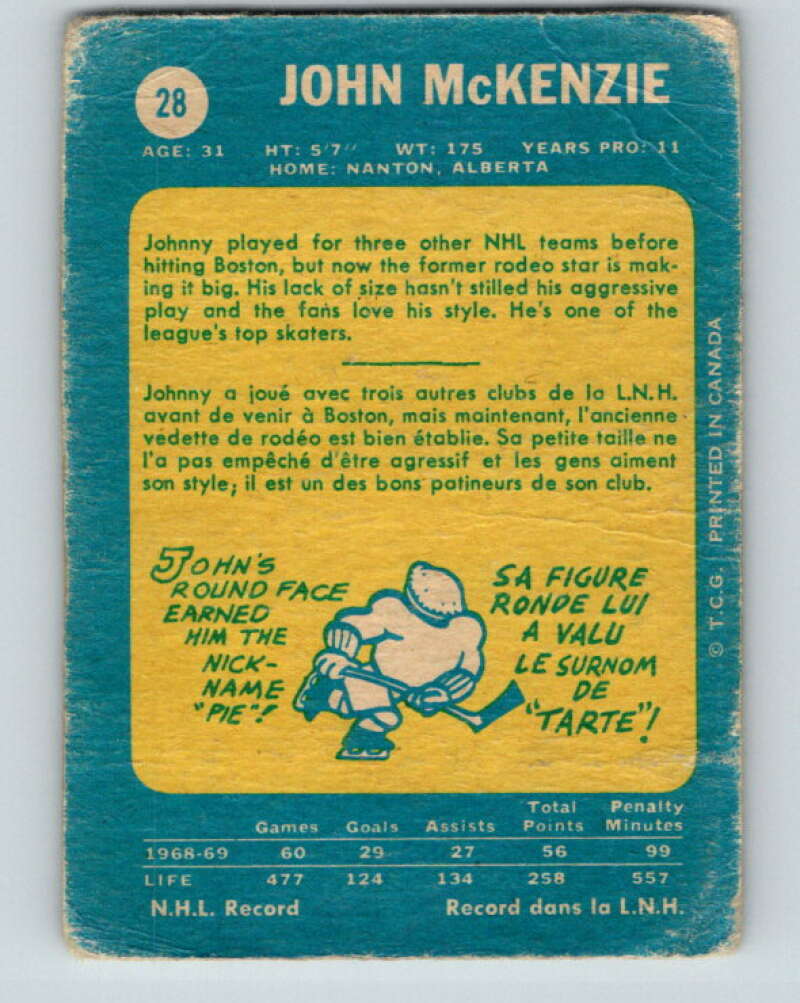 28
JOHN McKENZIE
AGE: 31 HT: 5'7" WT: 175 YEARS PRO: 11
HOME: NANTON, ALBERTA
Johnny played for three other NHL teams before
hitting Boston, but now the former rodeo star is mak-
ing it big. His lack of size hasn't stilled his aggressive
play and the fans love his style. He's one of the
league's top skaters.
Johnny a joué avec trois autres clubs de la L.N.H.
avant de venir à Boston, mais maintenant, l'ancienne
vedette de rodéo est bien établie. Sa petite taille ne
l'a pas empêché d'être agressif et les gens aiment
son style; il est un des bons patineurs de son club.
JOHN'S
ROUND FACE
EARNED
HIM THE
NICK-
NAME
"PIE"!
SA FIGURE
RONDE LUI
A VALU
LE SURNOM
DE
"TARTE"!
© T.C.G. PRINTED IN CANADA
Games Goals Assists Total Points Penalty Minutes
1968-69 60 29 27 56 99
LIFE 477 124 134 258 557
N.H.L. Record Record dans la L.N.H.